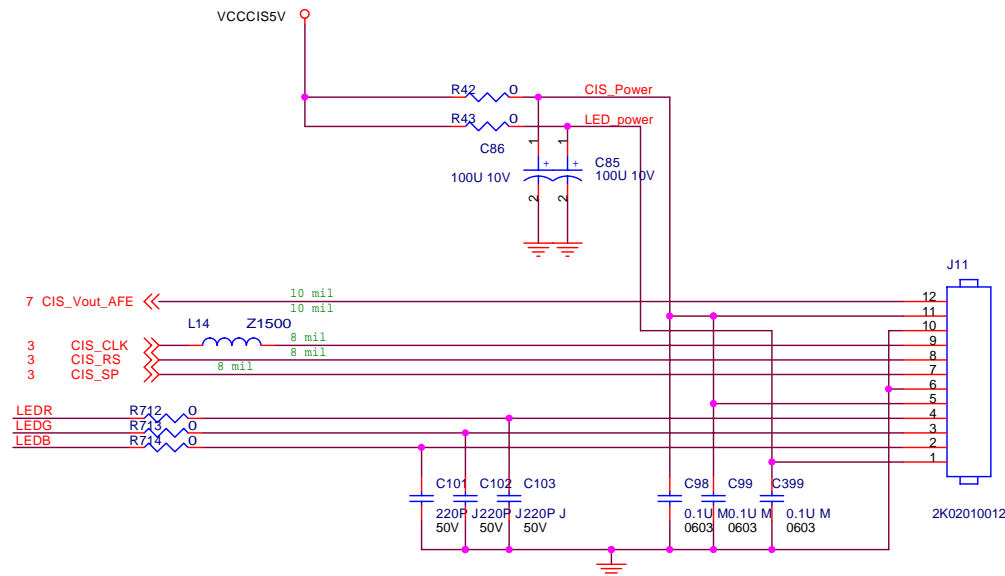 VCCCIS5V
R42 0 CIS_Power
R43 0 LED_power
C86
1 1
+ +
C85
100U 10V
100U 10V
2 2
J11
10 mil
7 CIS_Vout_AFE 12
10 mil
11
10
L14 Z1500
8 mil
3 CIS_CLK 9
8 mil
3 CIS_RS 8
8 mil
3 CIS_SP 7
6
5
LEDR R712 0 4
LEDG R713 0 3
LEDB R714 0 2
1
C101 C102 C103 C98 C99 C399
220P J 220P J 220P J 0.1U M 0.1U M 0.1U M
50V 50V 50V 0603 0603 0603
2K02010012